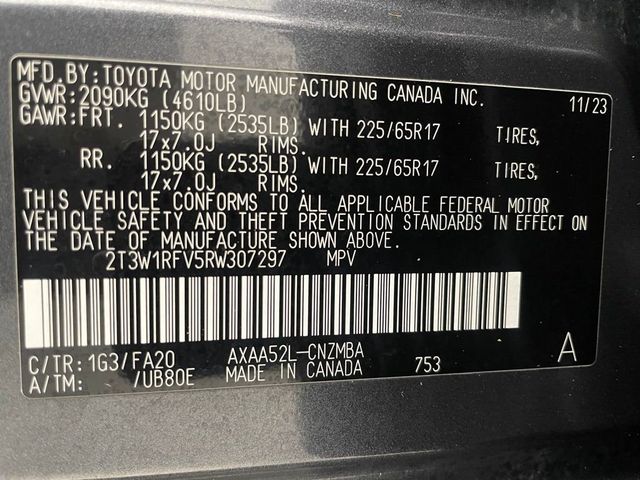 MFD.BY:TOYOTA MOTOR MANUFACTURING CANADA INC.
GVWR:2090KG (4610LB) 11/23
GAWR:FRT. 1150KG (2535LB) WITH 225/65R17 TIRES,
17x7.0J RIMS.
RR. 1150KG (2535LB) WITH 225/65R17 TIRES,
17x7.0J RIMS.
THIS VEHICLE CONFORMS TO ALL APPLICABLE FEDERAL MOTOR
VEHICLE SAFETY AND THEFT PREVENTION STANDARDS IN EFFECT ON
THE DATE OF MANUFACTURE SHOWN ABOVE.
2T3W1RFV5RW307297 MPV
C/TR:1G3/FA20 AXAA52L-CNZMBA A
A/TM: /UB80E MADE IN CANADA 753